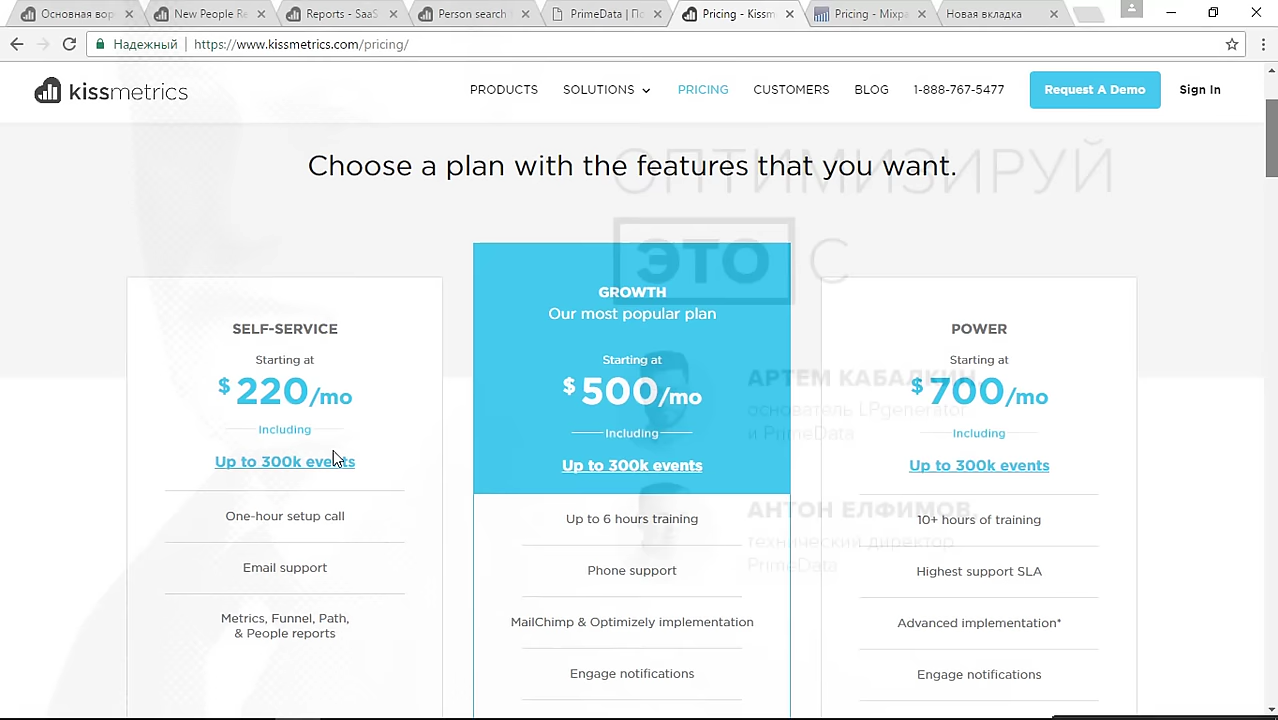 Основная вор
New People Re
Reports - SaaS
Person search
PrimeData | По
Pricing - Kissm
Pricing - Mixpa
Новая вкладка
Надежный
https://www.kissmetrics.com/pricing/
kissmetrics
PRODUCTS
SOLUTIONS
PRICING
CUSTOMERS
BLOG
1-888-767-5477
Request A Demo
Sign In
Choose a plan with the features that you want.
ОПТИМИЗИРУЙ
ЭТО С
SELF-SERVICE
Starting at
$220/mo
Including
Up to 300k events
One-hour setup call
Email support
Metrics, Funnel, Path,
& People reports
GROWTH
Our most popular plan
Starting at
$500/mo
Including
Up to 300k events
Up to 6 hours training
Phone support
MailChimp & Optimizely implementation
Engage notifications
POWER
Starting at
$700/mo
Including
Up to 300k events
10+ hours of training
Highest support SLA
Advanced implementation*
Engage notifications
АРТЕМ КАБАЛКИН
основатель LPgenerator
и PrimeData
АНТОН ЕЛФИМОВ,
технический директор
PrimeData